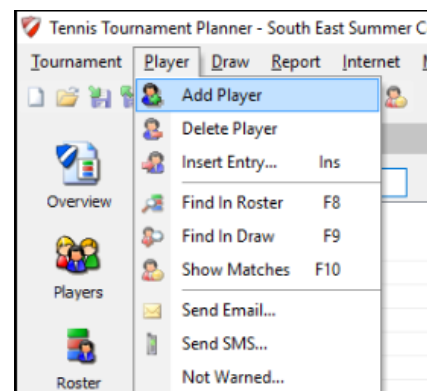 Tennis Tournament Planner - South East Summer
Tournament Player Draw Report Internet
Add Player
Delete Player
Insert Entry... Ins
Overview
Find In Roster F8
Find In Draw F9
Show Matches F10
Players
Send Email...
Send SMS...
Not Warned...
Roster